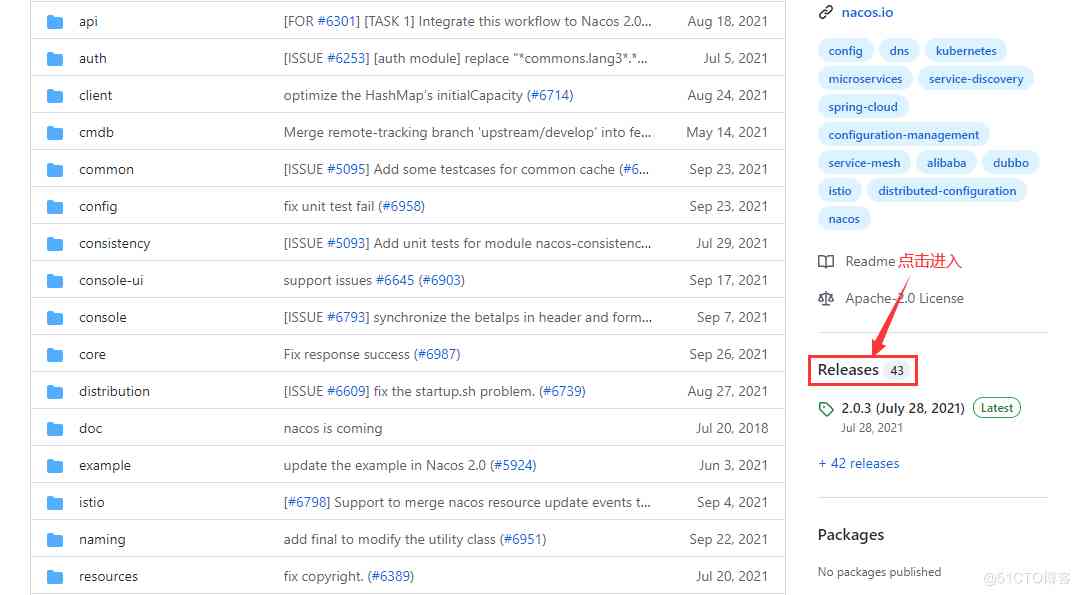 api [FOR #6301] [TASK 1] Integrate this workflow to Nacos 2.0... Aug 18, 2021
auth [ISSUE #6253] [auth module] replace "*commons.lang3*.*... Jul 5, 2021
client optimize the HashMap's initialCapacity (#6714) Aug 24, 2021
cmdb Merge remote-tracking branch 'upstream/develop' into fe... May 14, 2021
common [ISSUE #5095] Add some testcases for common cache (#6... Sep 23, 2021
config fix unit test fail (#6958) Sep 23, 2021
consistency [ISSUE #5093] Add unit tests for module nacos-consistenc... Jul 29, 2021
console-ui support issues #6645 (#6903) Sep 17, 2021
console [ISSUE #6793] synchronize the betaIps in header and form... Sep 7, 2021
core Fix response success (#6987) Sep 26, 2021
distribution [ISSUE #6609] fix the startup.sh problem. (#6739) Aug 27, 2021
doc nacos is coming Jul 20, 2018
example update the example in Nacos 2.0 (#5924) Jun 3, 2021
istio [#6798] Support to merge nacos resource update events t... Sep 4, 2021
naming add final to modify the utility class (#6951) Sep 22, 2021
resources fix copyright. (#6389) Jul 20, 2021
nacos.io
config dns kubernetes
microservices service-discovery
spring-cloud
configuration-management
service-mesh alibaba dubbo
istio distributed-configuration
nacos
Readme 点击进入
Apache-2.0 License
Releases 43
2.0.3 (July 28, 2021) Latest
Jul 28, 2021
+ 42 releases
Packages
No packages published
@51CTO博客